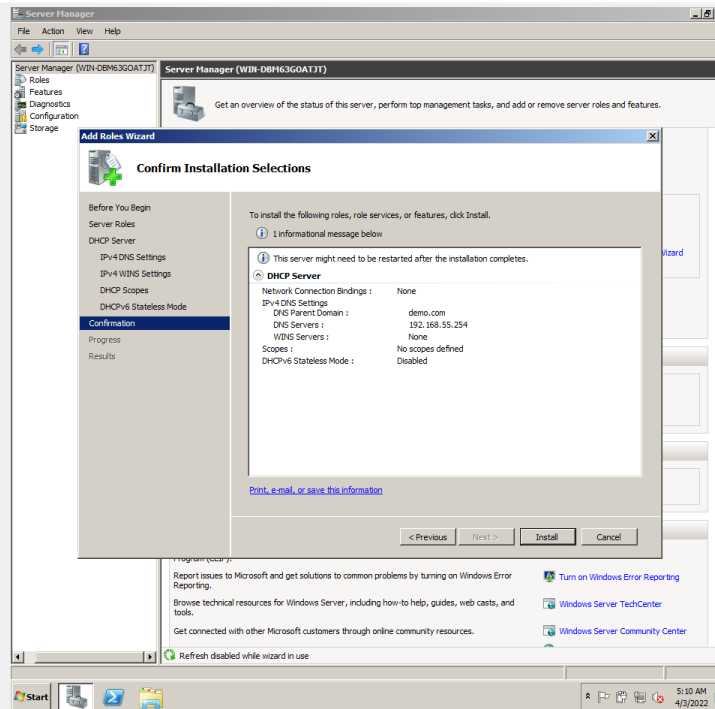 Server Manager
File Action View Help
Server Manager (WIN-DBM63GOATJT)
Roles
Features
Diagnostics
Configuration
Storage
Server Manager (WIN-DBM63GOATJT)
Get an overview of the status of this server, perform top management tasks, and add or remove server roles and features.
Add Roles Wizard
Confirm Installation Selections
Before You Begin
Server Roles
DHCP Server
IPv4 DNS Settings
IPv4 WINS Settings
DHCP Scopes
DHCPv6 Stateless Mode
Confirmation
Progress
Results
To install the following roles, role services, or features, click Install.
1 informational message below
This server might need to be restarted after the installation completes.
DHCP Server
Network Connection Bindings : None
IPv4 DNS Settings
DNS Parent Domain : demo.com
DNS Servers : 192.168.55.254
WINS Servers : None
Scopes : No scopes defined
DHCPv6 Stateless Mode : Disabled
Print, e-mail, or save this information
< Previous Next > Install Cancel
Wizard
Report issues to Microsoft and get solutions to common problems by turning on Windows Error
Reporting.
Turn on Windows Error Reporting
Browse technical resources for Windows Server, including how-to help, guides, web casts, and
tools.
Windows Server TechCenter
Get connected with other Microsoft customers through online community resources.
Windows Server Community Center
Refresh disabled while wizard in use
Start
5:10 AM
4/3/2022